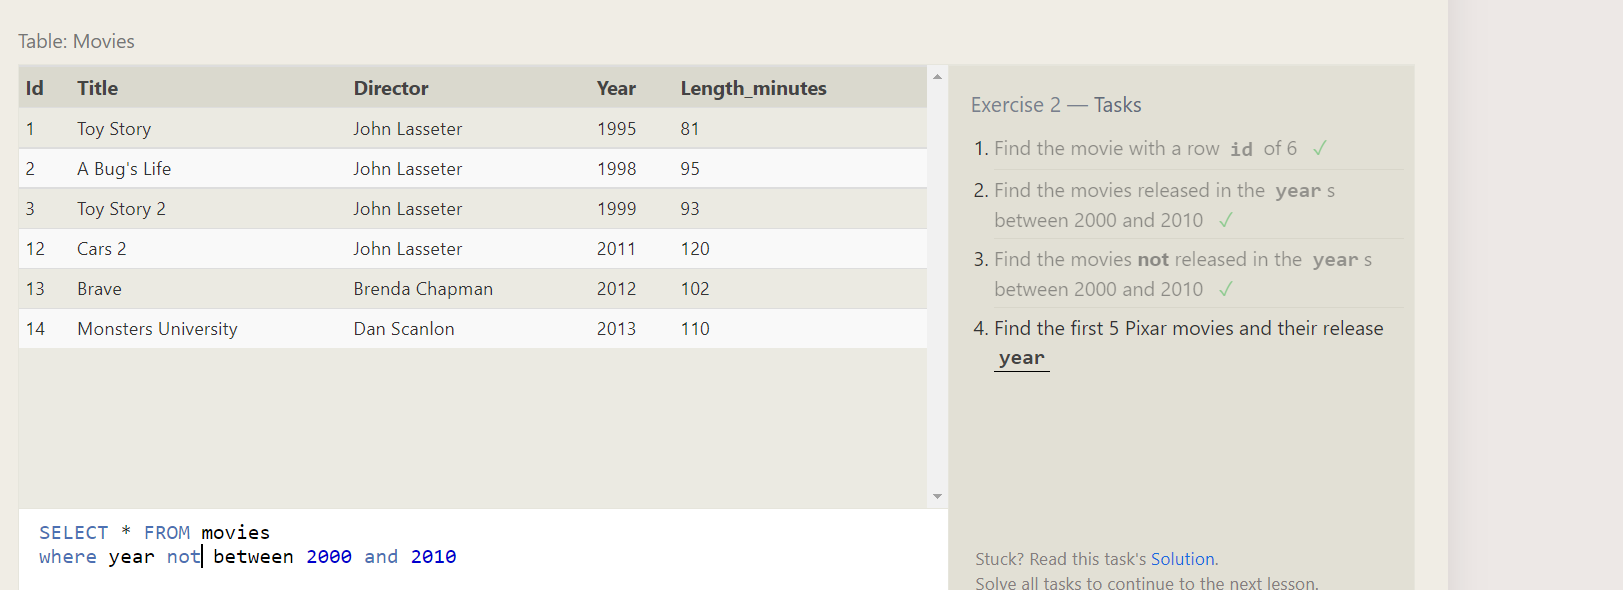 Table: Movies
Id Title Director Year Length_minutes
1 Toy Story John Lasseter 1995 81
2 A Bug's Life John Lasseter 1998 95
3 Toy Story 2 John Lasseter 1999 93
12 Cars 2 John Lasseter 2011 120
13 Brave Brenda Chapman 2012 102
14 Monsters University Dan Scanlon 2013 110
SELECT * FROM movies
where year not between 2000 and 2010
Exercise 2 — Tasks
1. Find the movie with a row id of 6 ✓
2. Find the movies released in the year s
between 2000 and 2010 ✓
3. Find the movies not released in the year s
between 2000 and 2010 ✓
4. Find the first 5 Pixar movies and their release
year
Stuck? Read this task's Solution.
Solve all tasks to continue to the next lesson.